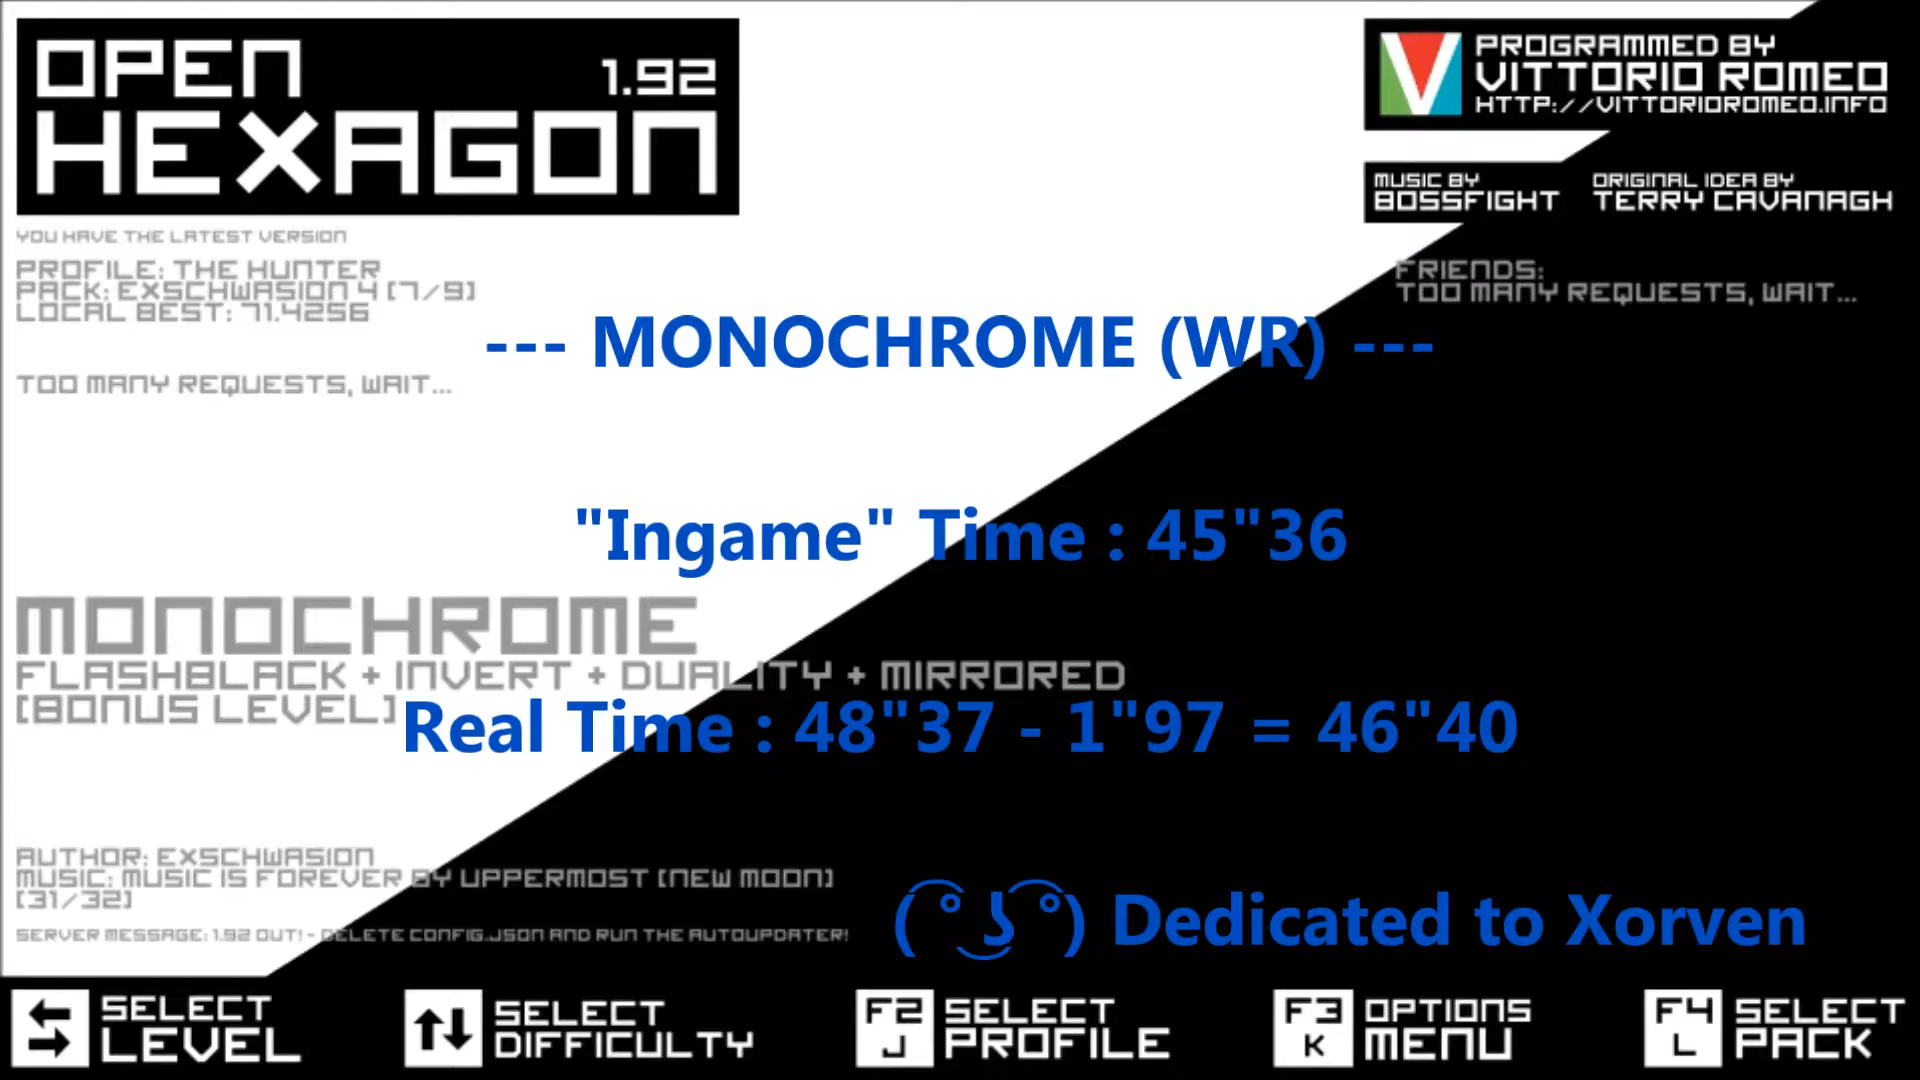 OPEN
1.92
HEXAGON
PROGRAMMED BY
VITTORIO ROMEO
HTTP://VITTORIOROMEO.INFO
MUSIC BY
BOSSFIGHT
ORIGINAL IDEA BY
TERRY CAVANAGH
YOU HAVE THE LATEST VERSION
PROFILE: THE HUNTER
PACK: EXSCHWASION 4 [7/9]
LOCAL BEST: 71.4256
FRIENDS:
TOO MANY REQUESTS, WAIT...
--- MONOCHROME (WR) ---
TOO MANY REQUESTS, WAIT...
"Ingame" Time : 45"36
MONOCHROME
FLASHBLACK + INVERT + DUALITY + MIRRORED
[BONUS LEVEL]
Real Time : 48"37 - 1"97 = 46"40
AUTHOR: EXSCHWASION
MUSIC: MUSIC IS FOREVER BY UPPERMOST [NEW MOON]
[31/32]
( ͡° ͜ʖ ͡°) Dedicated to Xorven
SERVER MESSAGE: 1.92 OUT! - DELETE CONFIG.JSON AND RUN THE AUTOUPDATER!
SELECT
LEVEL
SELECT
DIFFICULTY
F2
J
SELECT
PROFILE
F3
K
OPTIONS
MENU
F4
L
SELECT
PACK